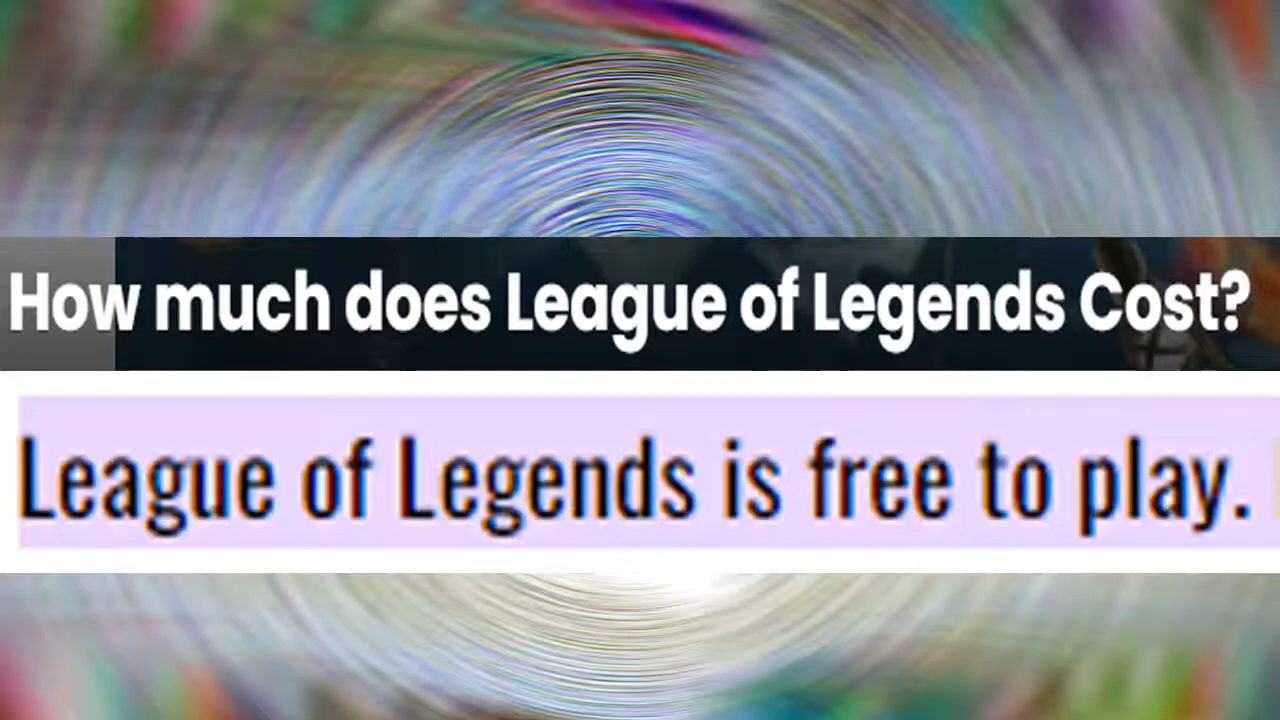 How much does League of Legends Cost?
League of Legends is free to play.